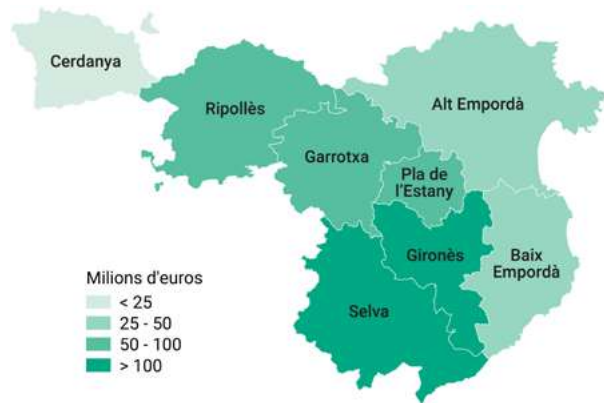 Cerdanya
Ripollès
Alt Empordà
Garrotxa
Pla de
l'Estany
Gironès
Baix
Empordà
Selva
Milions d'euros
< 25
25 - 50
50 - 100
> 100